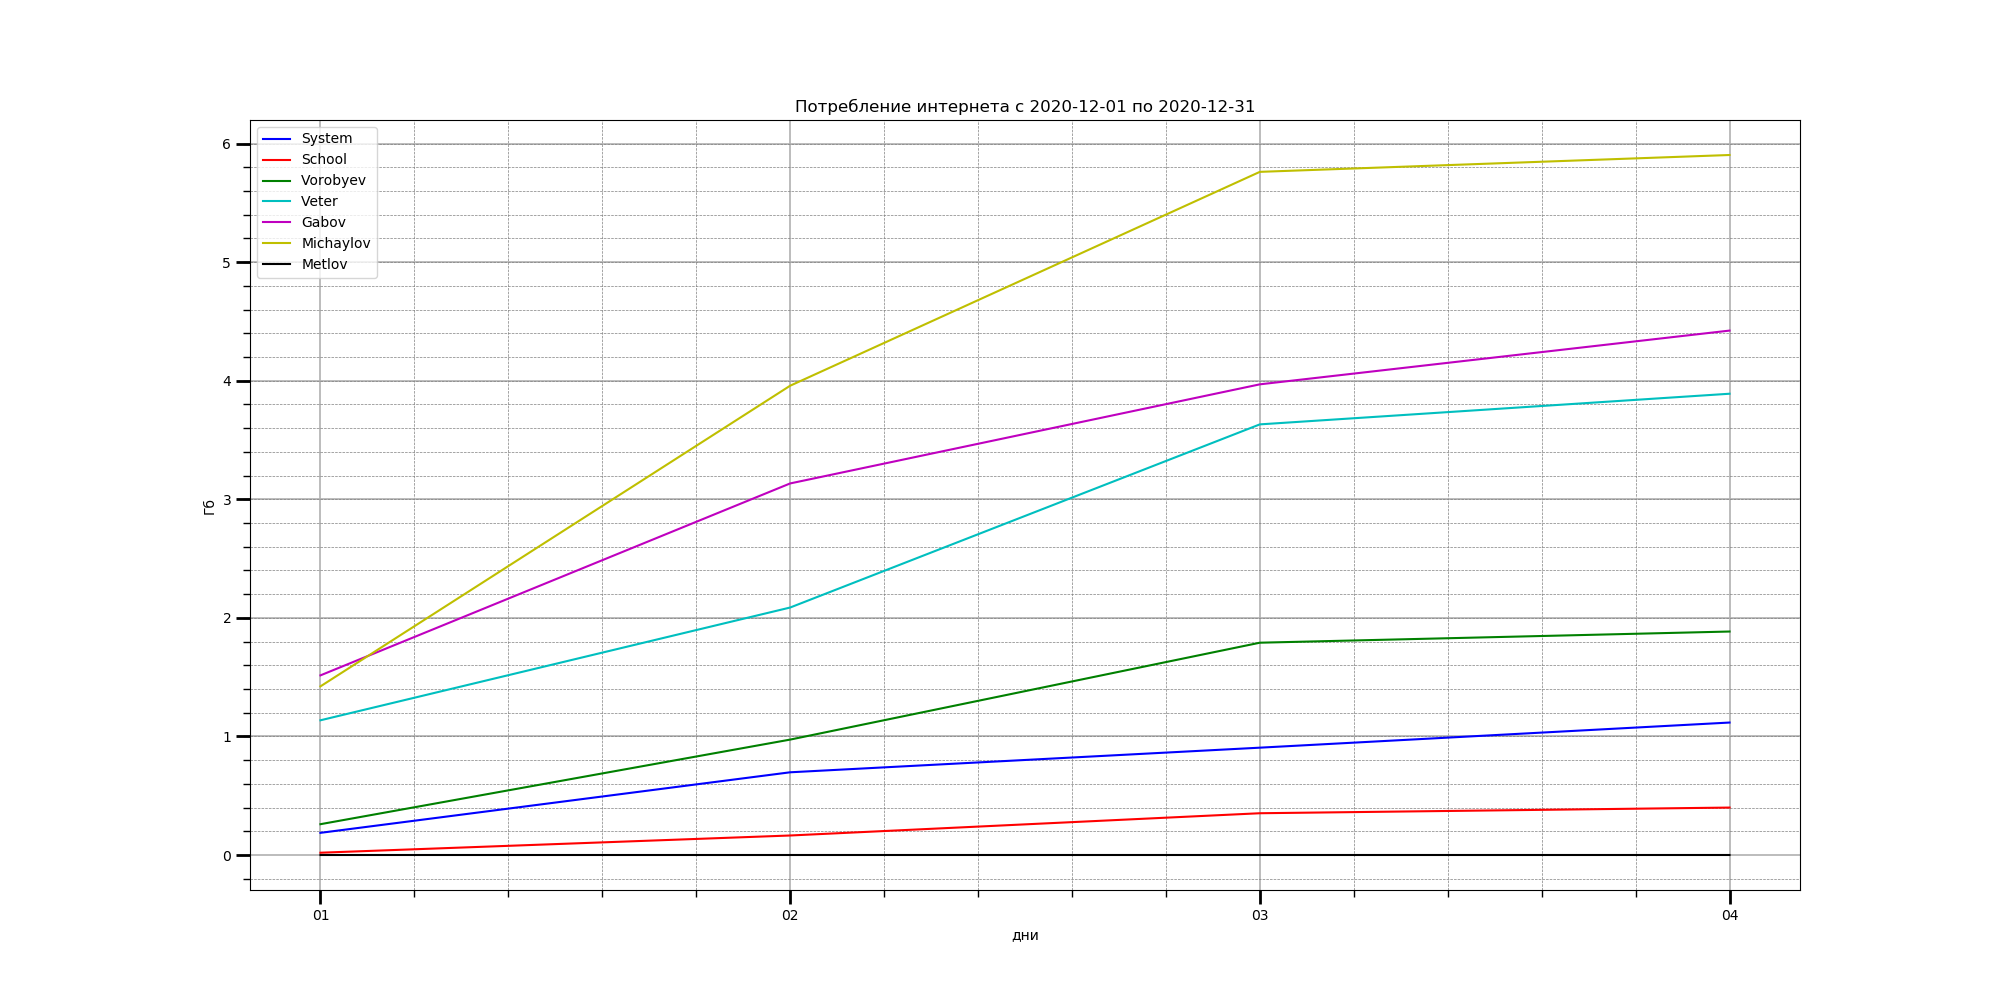 Потребление интернета с 2020-12-01 по 2020-12-31
System
School
Vorobyev
Veter
Gabov
Michaylov
Metlov
6
5
4
3
2
1
0
Гб
01 02 03 04
дни